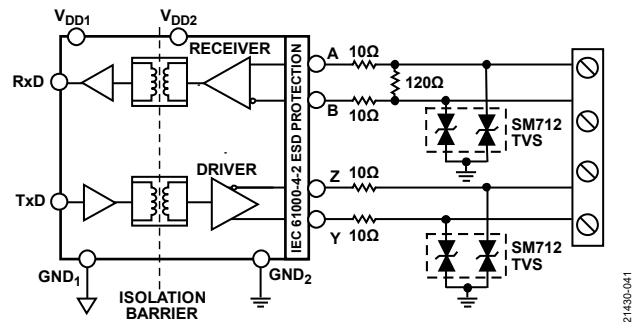 VDD1
VDD2
RECEIVER
RxD
IEC 61000-4-2 ESD PROTECTION
A
10Ω
120Ω
B
10Ω
SM712
TVS
DRIVER
TxD
Z
10Ω
Y
10Ω
SM712
TVS
GND1
GND2
ISOLATION
BARRIER
21430-041